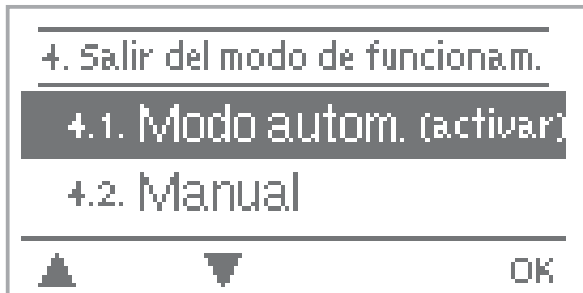 4. Salir del modo de funcionam.
4.1. Modo autom. (activar)
4.2. Manual
OK